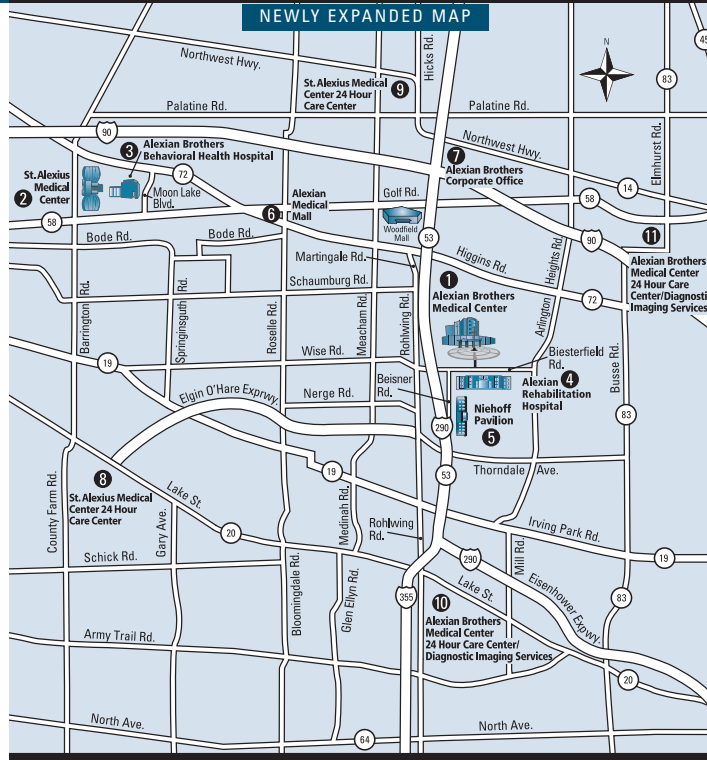 NEWLY EXPANDED MAP
Northwest Hwy.
Hicks Rd.
45
83
N
St. Alexius Medical
Center 24 Hour
Care Center
9
Palatine Rd.
Palatine Rd.
Elmhurst Rd.
90
3
Alexian Brothers
Behavioral Health Hospital
Northwest Hwy.
7
Alexian Brothers
Corporate Office
14
St. Alexius
Medical
Center
2
72
Moon Lake
Blvd.
Alexian
Medical
Mall
6
Golf Rd.
58
58
Woodfield
Mall
53
90
11
Alexian Brothers
Medical Center
24 Hour Care
Center/Diagnostic
Imaging Services
Bode Rd.
Bode Rd.
Martingale Rd.
Higgins Rd.
Arlington Heights Rd.
Schaumburg Rd.
1
Alexian Brothers
Medical Center
72
Barrington Rd.
Springinsguth Rd.
Roselle Rd.
Meacham Rd.
Rohlwing Rd.
Wise Rd.
Biesterfield
Rd.
Busse Rd.
19
Elgin O'Hare Exprwy.
Nerge Rd.
Beisner
Rd.
4
Alexian
Rehabilitation
Hospital
Niehoff
Pavilion
5
83
290
8
St. Alexius Medical
Center 24 Hour
Care Center
19
53
Thorndale Ave.
County Farm Rd.
Gary Ave.
Lake St.
20
Medinah Rd.
Rohlwing
Rd.
Irving Park Rd.
19
Schick Rd.
Bloomingdale Rd.
Glen Ellyn Rd.
290
Mill Rd.
Lake St.
Eisenhower Expwy.
355
10
Alexian Brothers
Medical Center
24 Hour Care Center/
Diagnostic Imaging Services
83
Army Trail Rd.
20
North Ave.
64
North Ave.